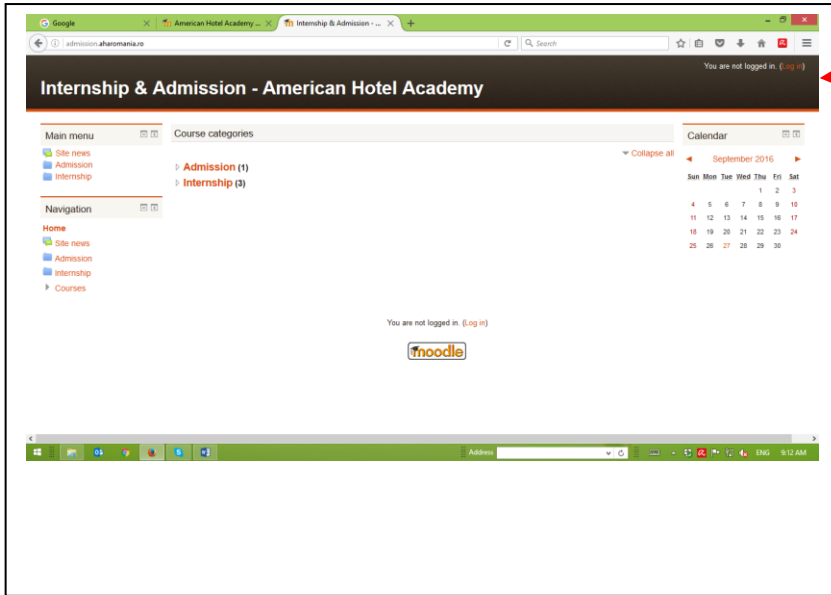 Google
American Hotel Academy - ...
Internship & Admission - ...
admission.aharomania.ro
Search
You are not logged in. (Log in)
Internship & Admission - American Hotel Academy
Main menu
Site news
Admission
Internship
Navigation
Home
Site news
Admission
Internship
Courses
Course categories
Collapse all
Admission (1)
Internship (3)
Calendar
September 2016
Sun Mon Tue Wed Thu Fri Sat
1 2 3
4 5 6 7 8 9 10
11 12 13 14 15 16 17
18 19 20 21 22 23 24
25 26 27 28 29 30
You are not logged in. (Log in)
moodle
Address
ENG 9:12 AM